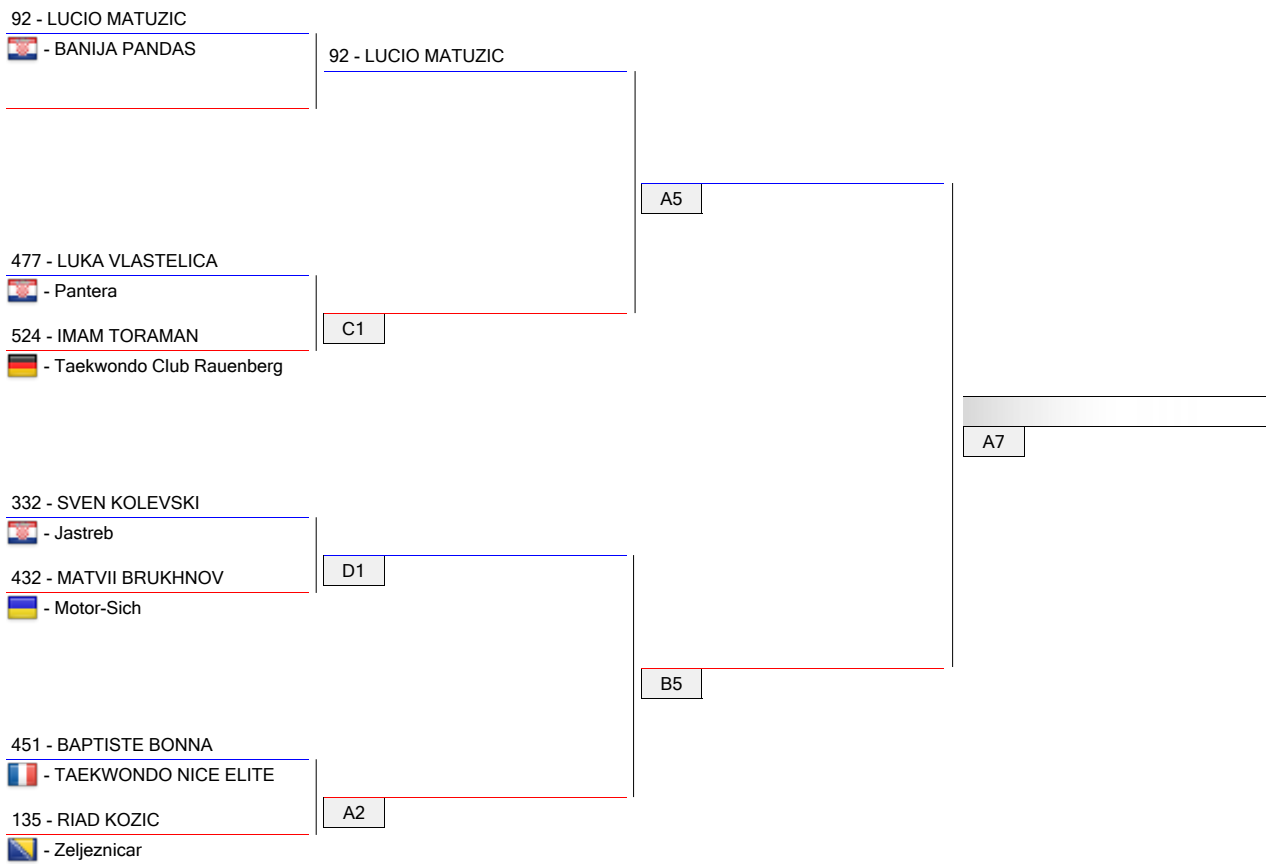 92 - LUCIO MATUZIC
- BANIJA PANDAS
92 - LUCIO MATUZIC
A5
477 - LUKA VLASTELICA
- Pantera
C1
524 - IMAM TORAMAN
- Taekwondo Club Rauenberg
A7
332 - SVEN KOLEVSKI
- Jastreb
D1
432 - MATVII BRUKHNOV
- Motor-Sich
B5
451 - BAPTISTE BONNA
- TAEKWONDO NICE ELITE
A2
135 - RIAD KOZIC
- Zeljeznicar